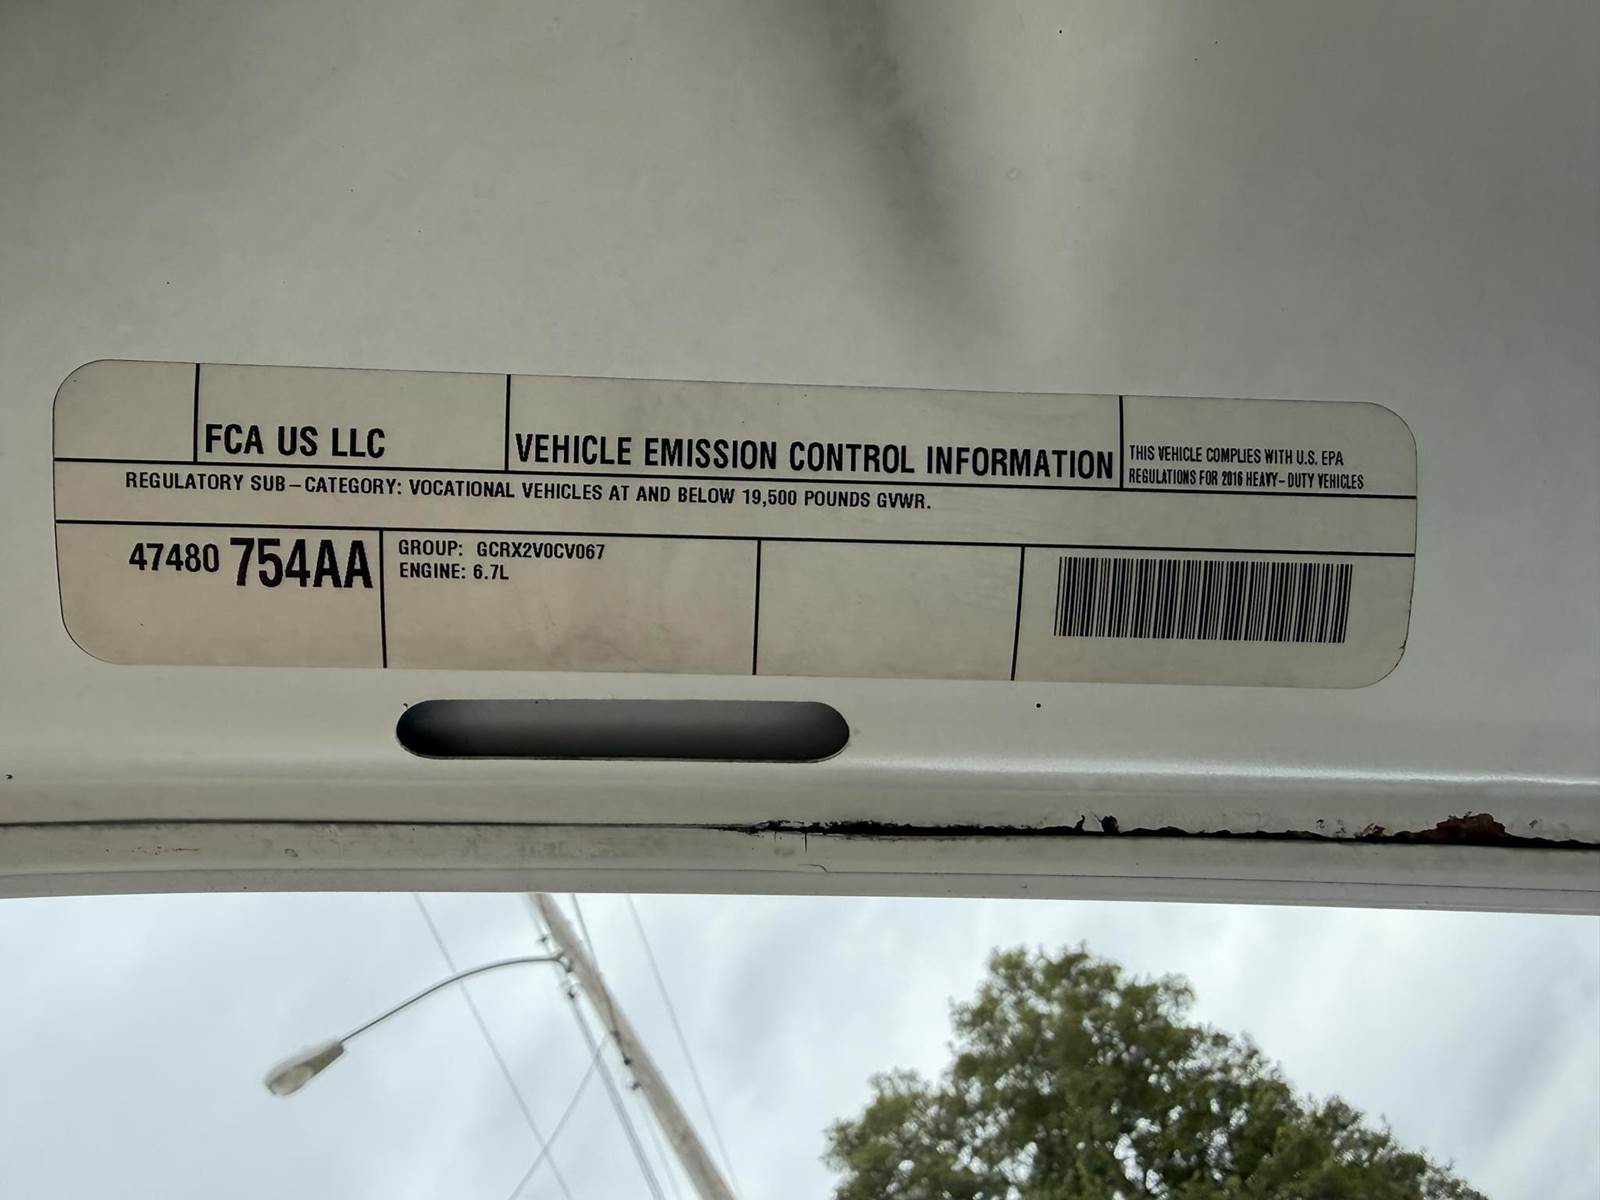 FCA US LLC
VEHICLE EMISSION CONTROL INFORMATION
THIS VEHICLE COMPLIES WITH U.S. EPA
REGULATIONS FOR 2016 HEAVY-DUTY VEHICLES
REGULATORY SUB-CATEGORY: VOCATIONAL VEHICLES AT AND BELOW 19,500 POUNDS GVWR.
47480 754AA
GROUP: GCRX2V0CV067
ENGINE: 6.7L